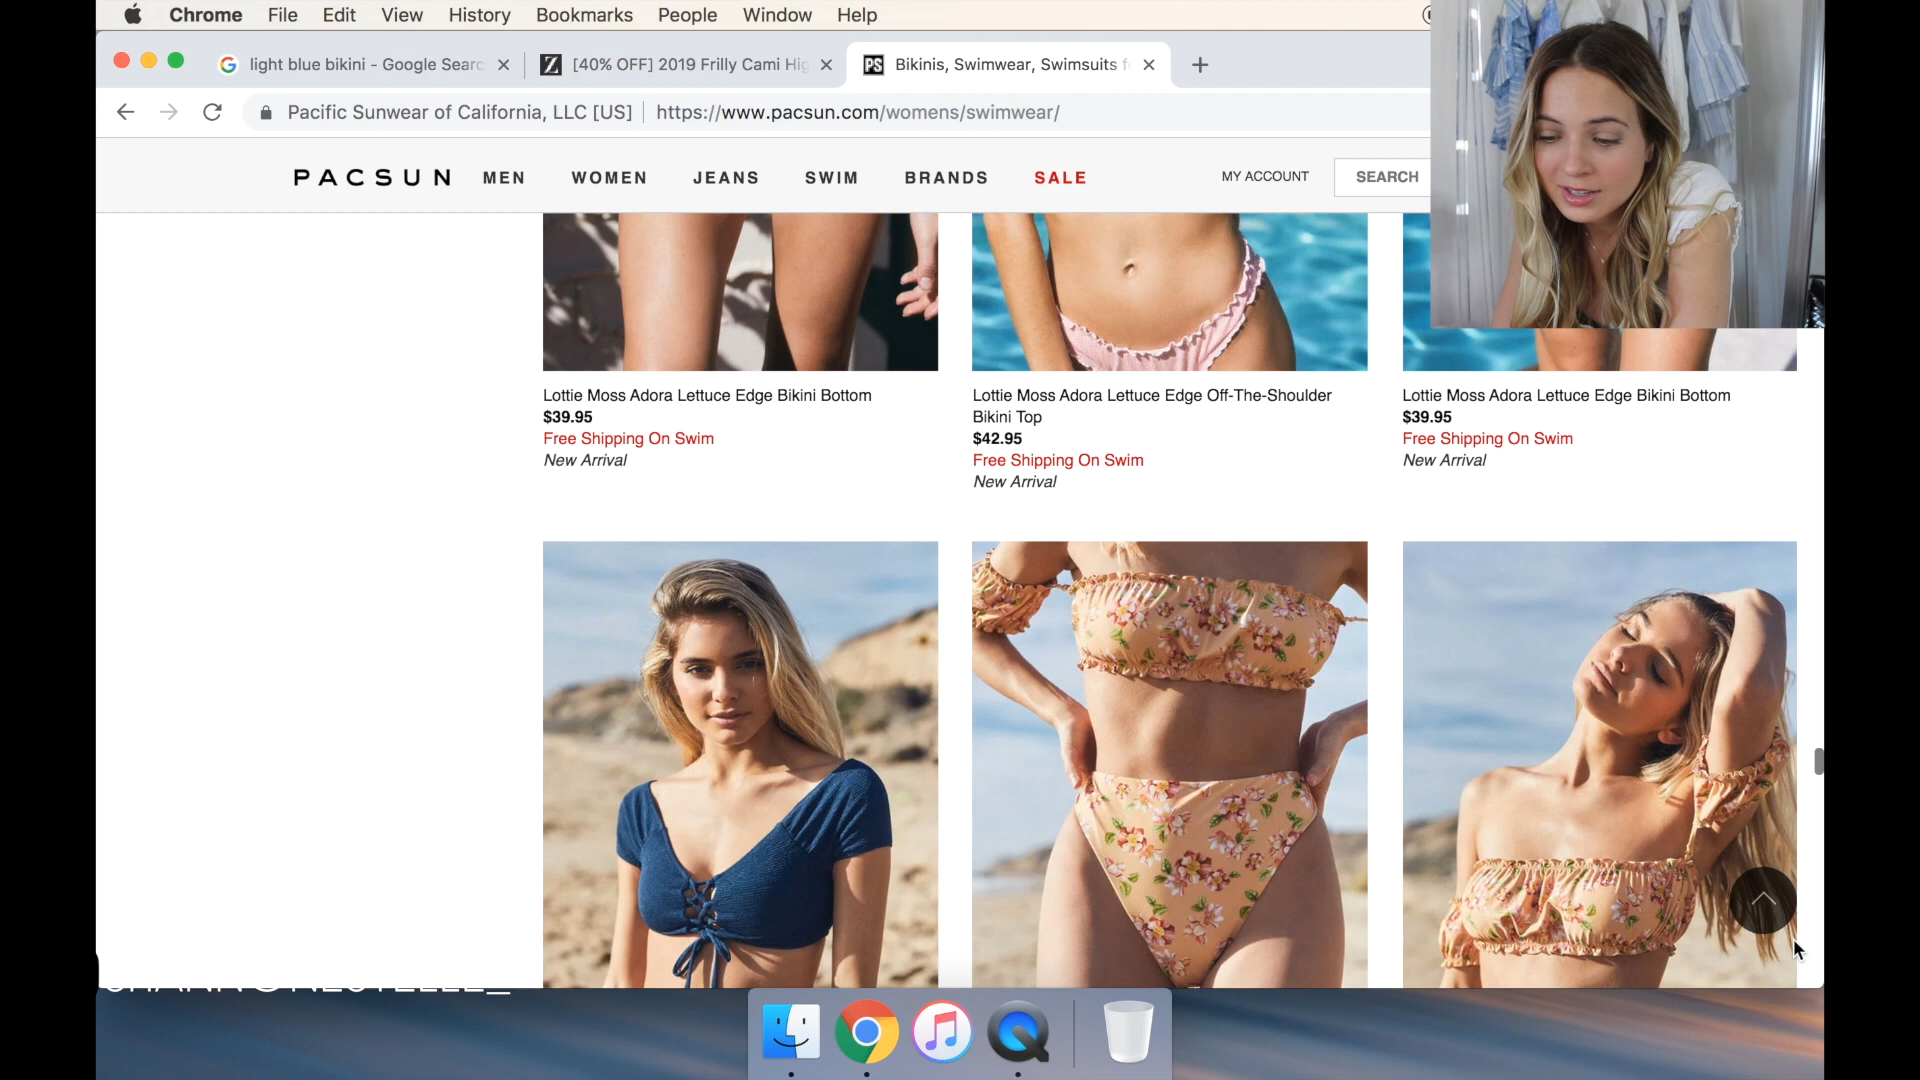 Chrome File Edit View History Bookmarks People Window Help
light blue bikini - Google Searc
[40% OFF] 2019 Frilly Cami Hig
PS Bikinis, Swimwear, Swimsuits f
Pacific Sunwear of California, LLC [US] https://www.pacsun.com/womens/swimwear/
PACSUN MEN WOMEN JEANS SWIM BRANDS SALE MY ACCOUNT SEARCH
Lottie Moss Adora Lettuce Edge Bikini Bottom
$39.95
Free Shipping On Swim
New Arrival
Lottie Moss Adora Lettuce Edge Off-The-Shoulder
Bikini Top
$42.95
Free Shipping On Swim
New Arrival
Lottie Moss Adora Lettuce Edge Bikini Bottom
$39.95
Free Shipping On Swim
New Arrival